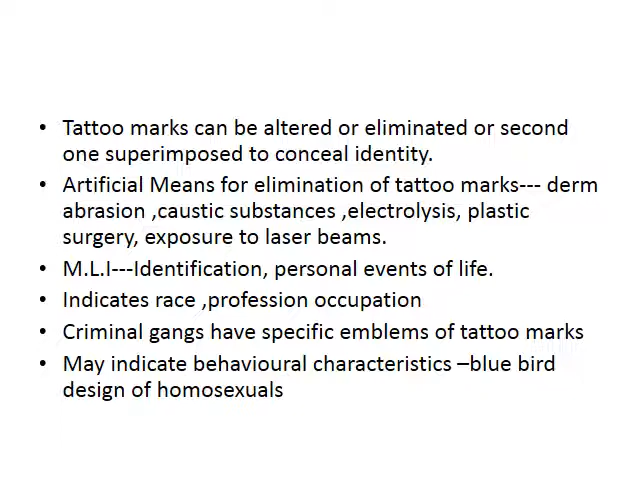 • Tattoo marks can be altered or eliminated or second
one superimposed to conceal identity.
• Artificial Means for elimination of tattoo marks--- derm
abrasion ,caustic substances ,electrolysis, plastic
surgery, exposure to laser beams.
• M.L.I---Identification, personal events of life.
• Indicates race ,profession occupation
• Criminal gangs have specific emblems of tattoo marks
• May indicate behavioural characteristics –blue bird
design of homosexuals